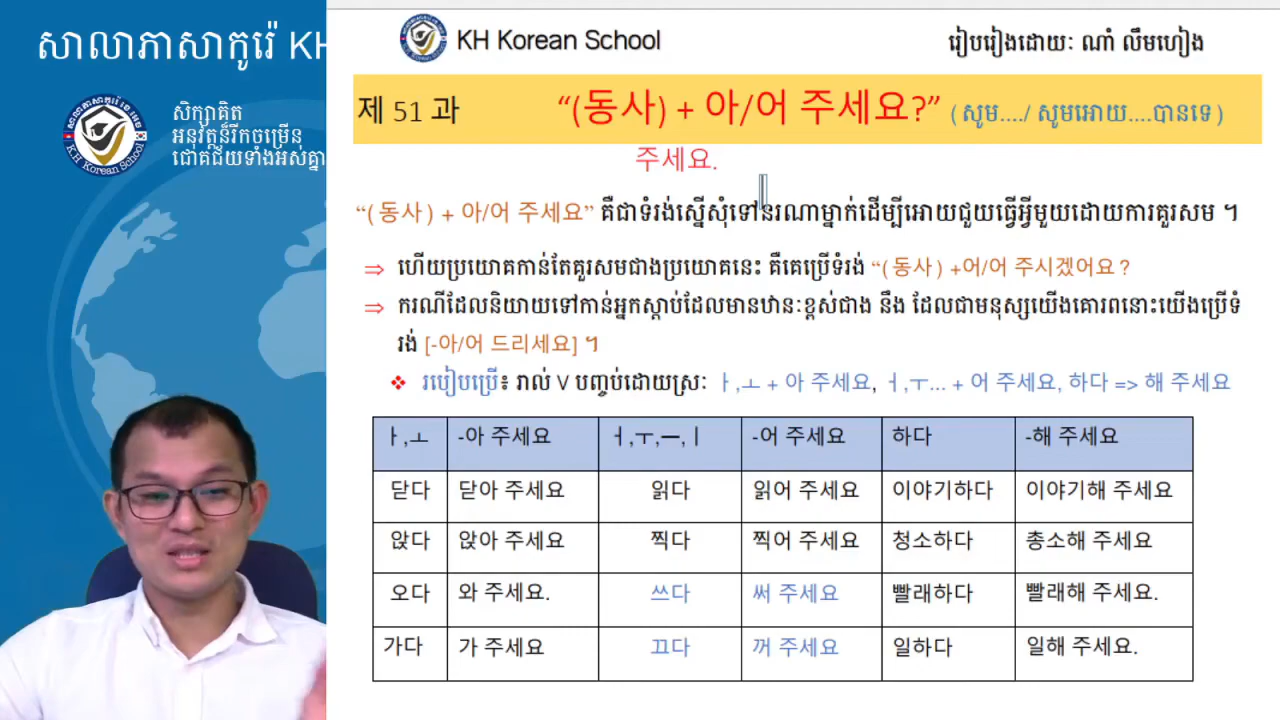 សាលាភាសាកូរ៉េ KH
សិក្សាគិត
អនុវត្តន៍រីកចម្រើន
ជោគជ័យទាំងអស់គ្នា
KH Korean School
រៀបរៀងដោយៈ ណាំ លឹមហៀង
제 51 과 “(동사) + 아/어 주세요?” (សូម..../ សូមអោយ....បានទេ)
주세요.
“(동사) + 아/어 주세요” គឺជាទំរង់ស្នើសុំទៅនរណាម្នាក់ដើម្បីអោយជួយធ្វើអ្វីមួយដោយការគួរសម ។
⇒ ហើយប្រយោគកាន់តែគួរសមជាងប្រយោគនេះ គឺគេប្រើទំរង់ “(동사) +어/어 주시겠어요?
⇒ ករណីដែលនិយាយទៅកាន់អ្នកស្តាប់ដែលមានឋានៈខ្ពស់ជាង នឹង ដែលជាមនុស្សយើងគោរពនោះយើងប្រើទំ
រង់ [-아/어 드리세요] ។
❖ របៀបប្រើ៖ រាល់ V បញ្ចប់ដោយស្រៈ ㅏ,ㅗ + 아 주세요, ㅓ,ㅜ... + 어 주세요, 하다 => 해 주세요
ㅏ,ㅗ -아 주세요 ㅓ,ㅜ,ㅡ,ㅣ -어 주세요 하다 -해 주세요
닫다 닫아 주세요 읽다 읽어 주세요 이야기하다 이야기해 주세요
앉다 앉아 주세요 찍다 찍어 주세요 청소하다 총소해 주세요
오다 와 주세요. 쓰다 써 주세요 빨래하다 빨래해 주세요.
가다 가 주세요 끄다 꺼 주세요 일하다 일해 주세요.